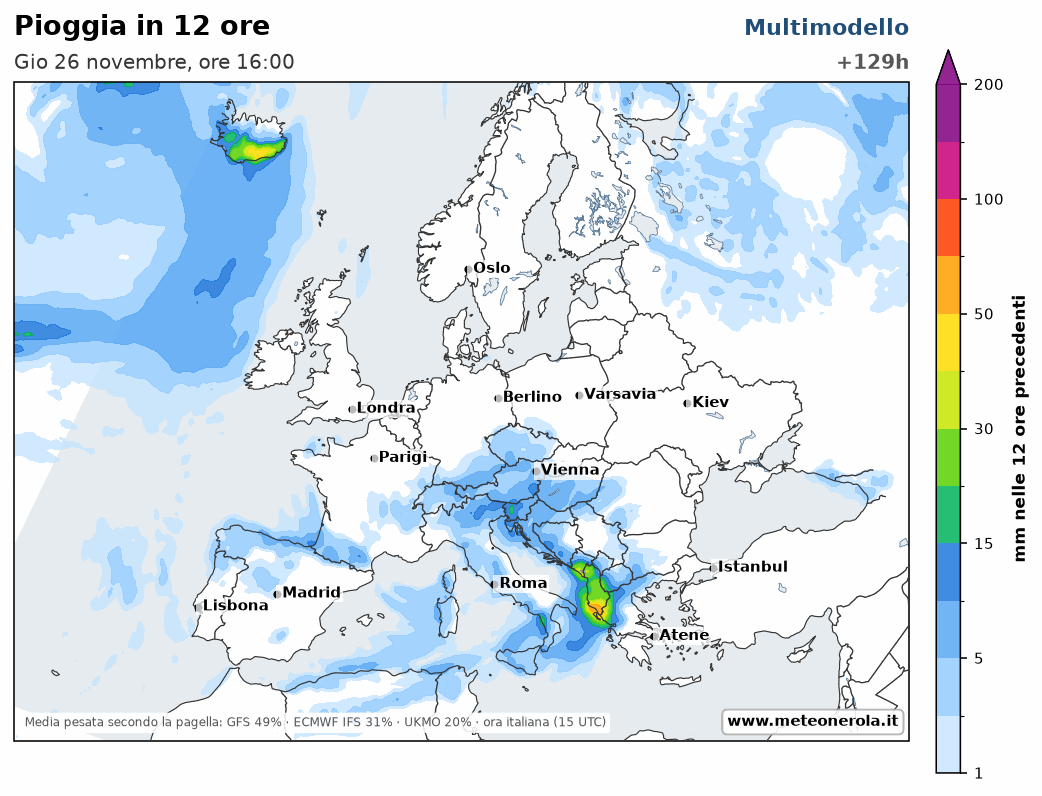 Pioggia in 12 ore
Multimodello
Gio 26 novembre, ore 16:00
+129h
200
100
50
30
15
5
1
mm nelle 12 ore precedenti
Oslo
Berlino
Varsavia
Kiev
Londra
Parigi
Vienna
Istanbul
Roma
Madrid
Lisbona
Atene
Media pesata secondo la pagella: GFS 49% · ECMWF IFS 31% · UKMO 20% · ora italiana (15 UTC)
www.meteonerola.it